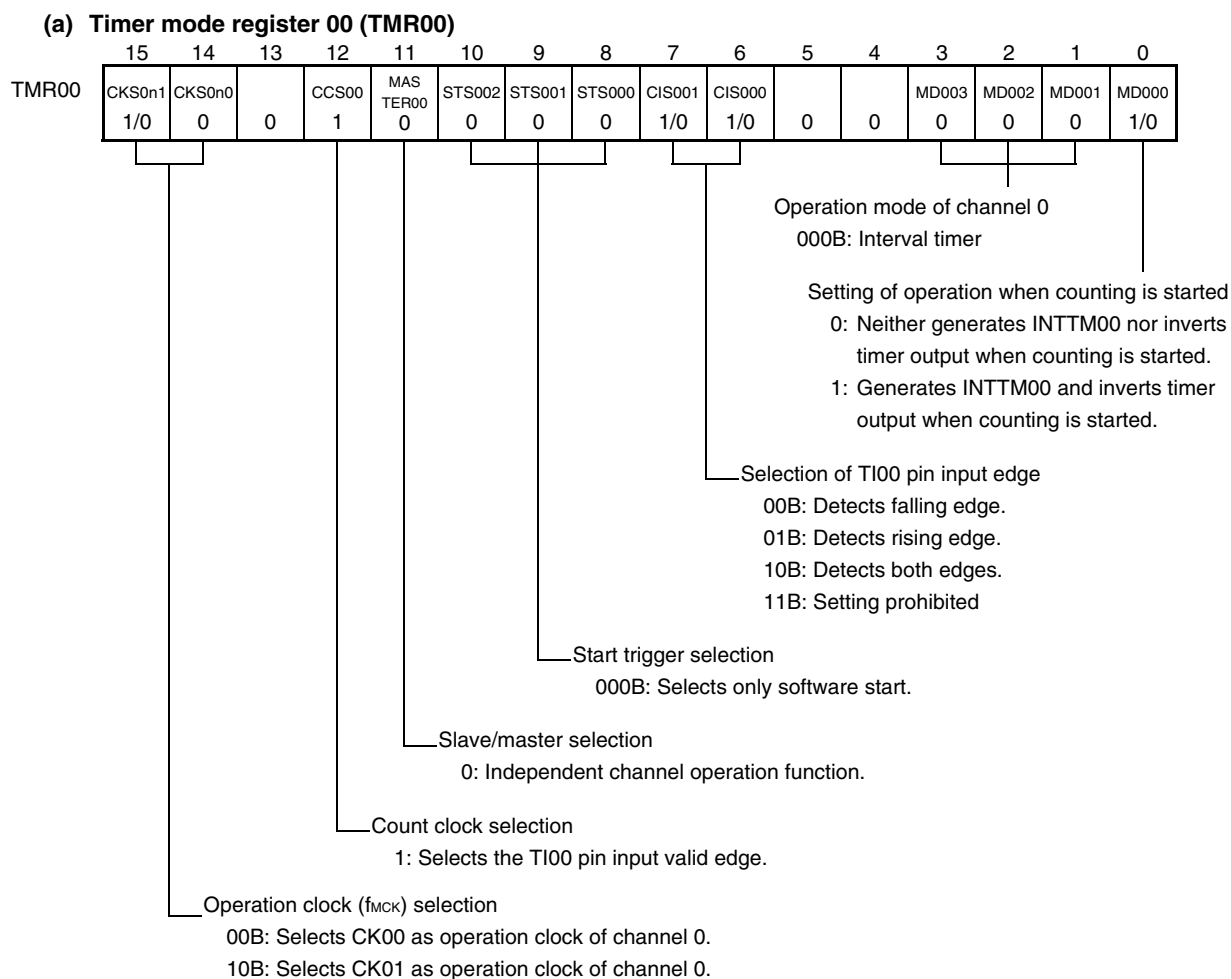 (a) Timer mode register 00 (TMR00)
15 14 13 12 11 10 9 8 7 6 5 4 3 2 1 0
TMR00 CKS0n1 CKS0n0 CCS00 MAS TER00 STS002 STS001 STS000 CIS001 CIS000 MD003 MD002 MD001 MD000
1/0 0 0 1 0 0 0 0 1/0 1/0 0 0 0 0 0 1/0
Operation mode of channel 0
000B: Interval timer
Setting of operation when counting is started
0: Neither generates INTTM00 nor inverts
timer output when counting is started.
1: Generates INTTM00 and inverts timer
output when counting is started.
Selection of TI00 pin input edge
00B: Detects falling edge.
01B: Detects rising edge.
10B: Detects both edges.
11B: Setting prohibited
Start trigger selection
000B: Selects only software start.
Slave/master selection
0: Independent channel operation function.
Count clock selection
1: Selects the TI00 pin input valid edge.
Operation clock (fMCK) selection
00B: Selects CK00 as operation clock of channel 0.
10B: Selects CK01 as operation clock of channel 0.